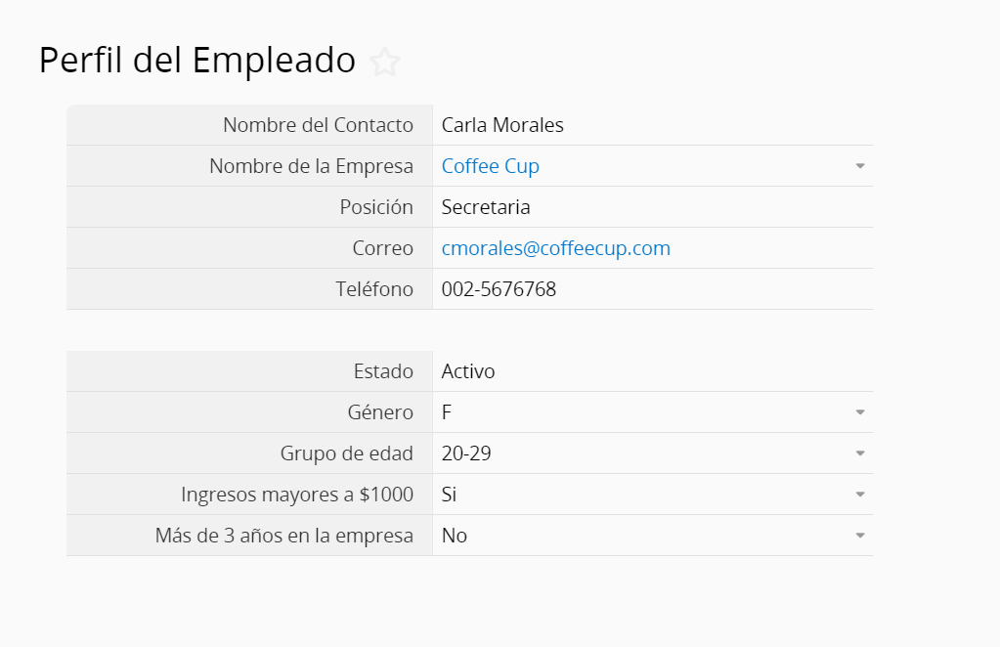 Perfil del Empleado
Nombre del Contacto Carla Morales
Nombre de la Empresa Coffee Cup
Posición Secretaria
Correo cmorales@coffeecup.com
Teléfono 002-5676768
Estado Activo
Género F
Grupo de edad 20-29
Ingresos mayores a $1000 Si
Más de 3 años en la empresa No